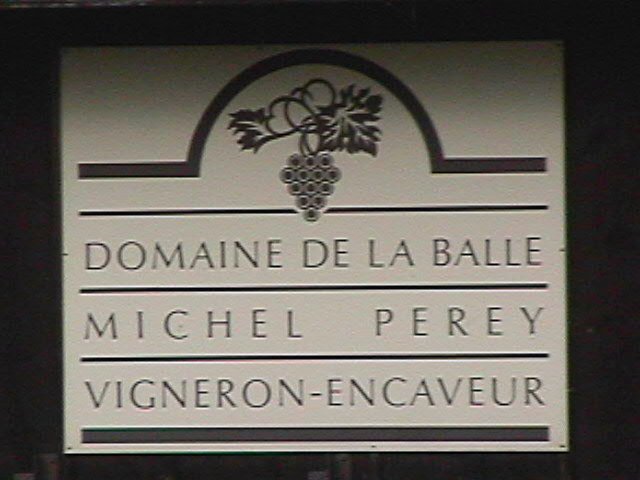 DOMAINE DE LA BALLE
MICHEL PEREY
VIGNERON-ENCAVEUR